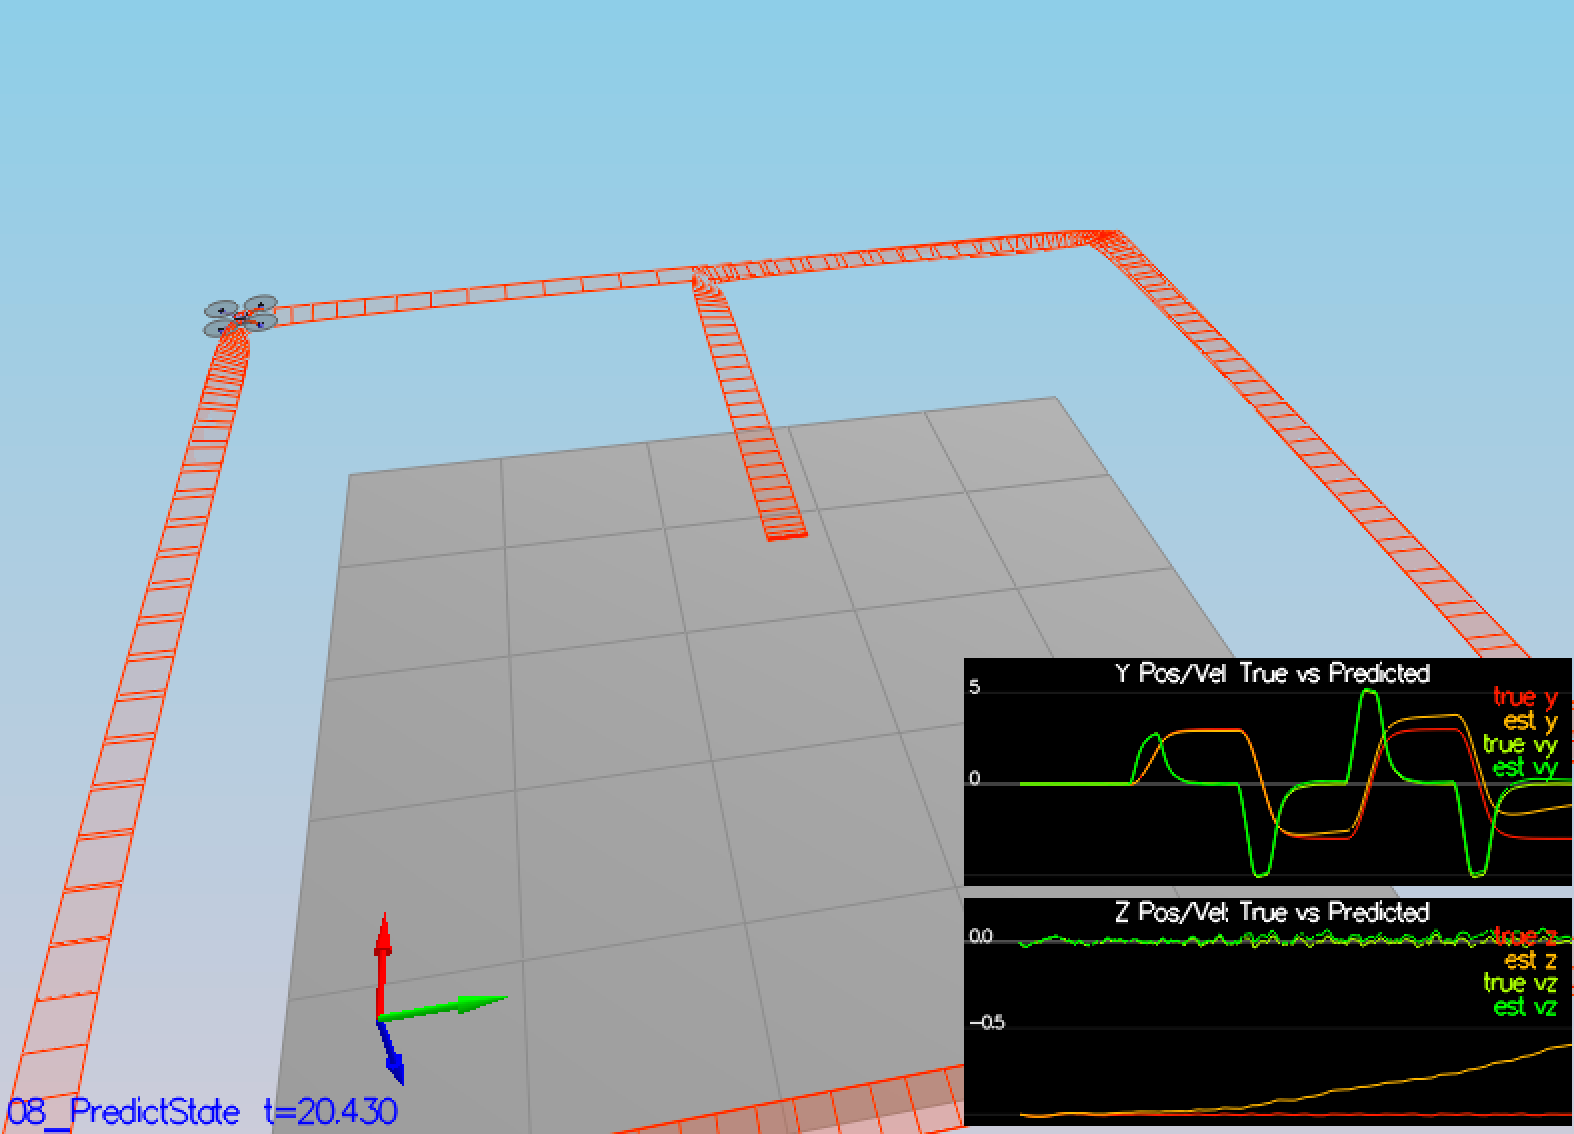 Y Pos/Vel True vs Predicted
5
true y
est y
true vy
0
est vy
Z Pos/Vel: True vs Predicted
0.0
true z
est z
true vz
est vz
-0.5
08_PredictState t=20.430